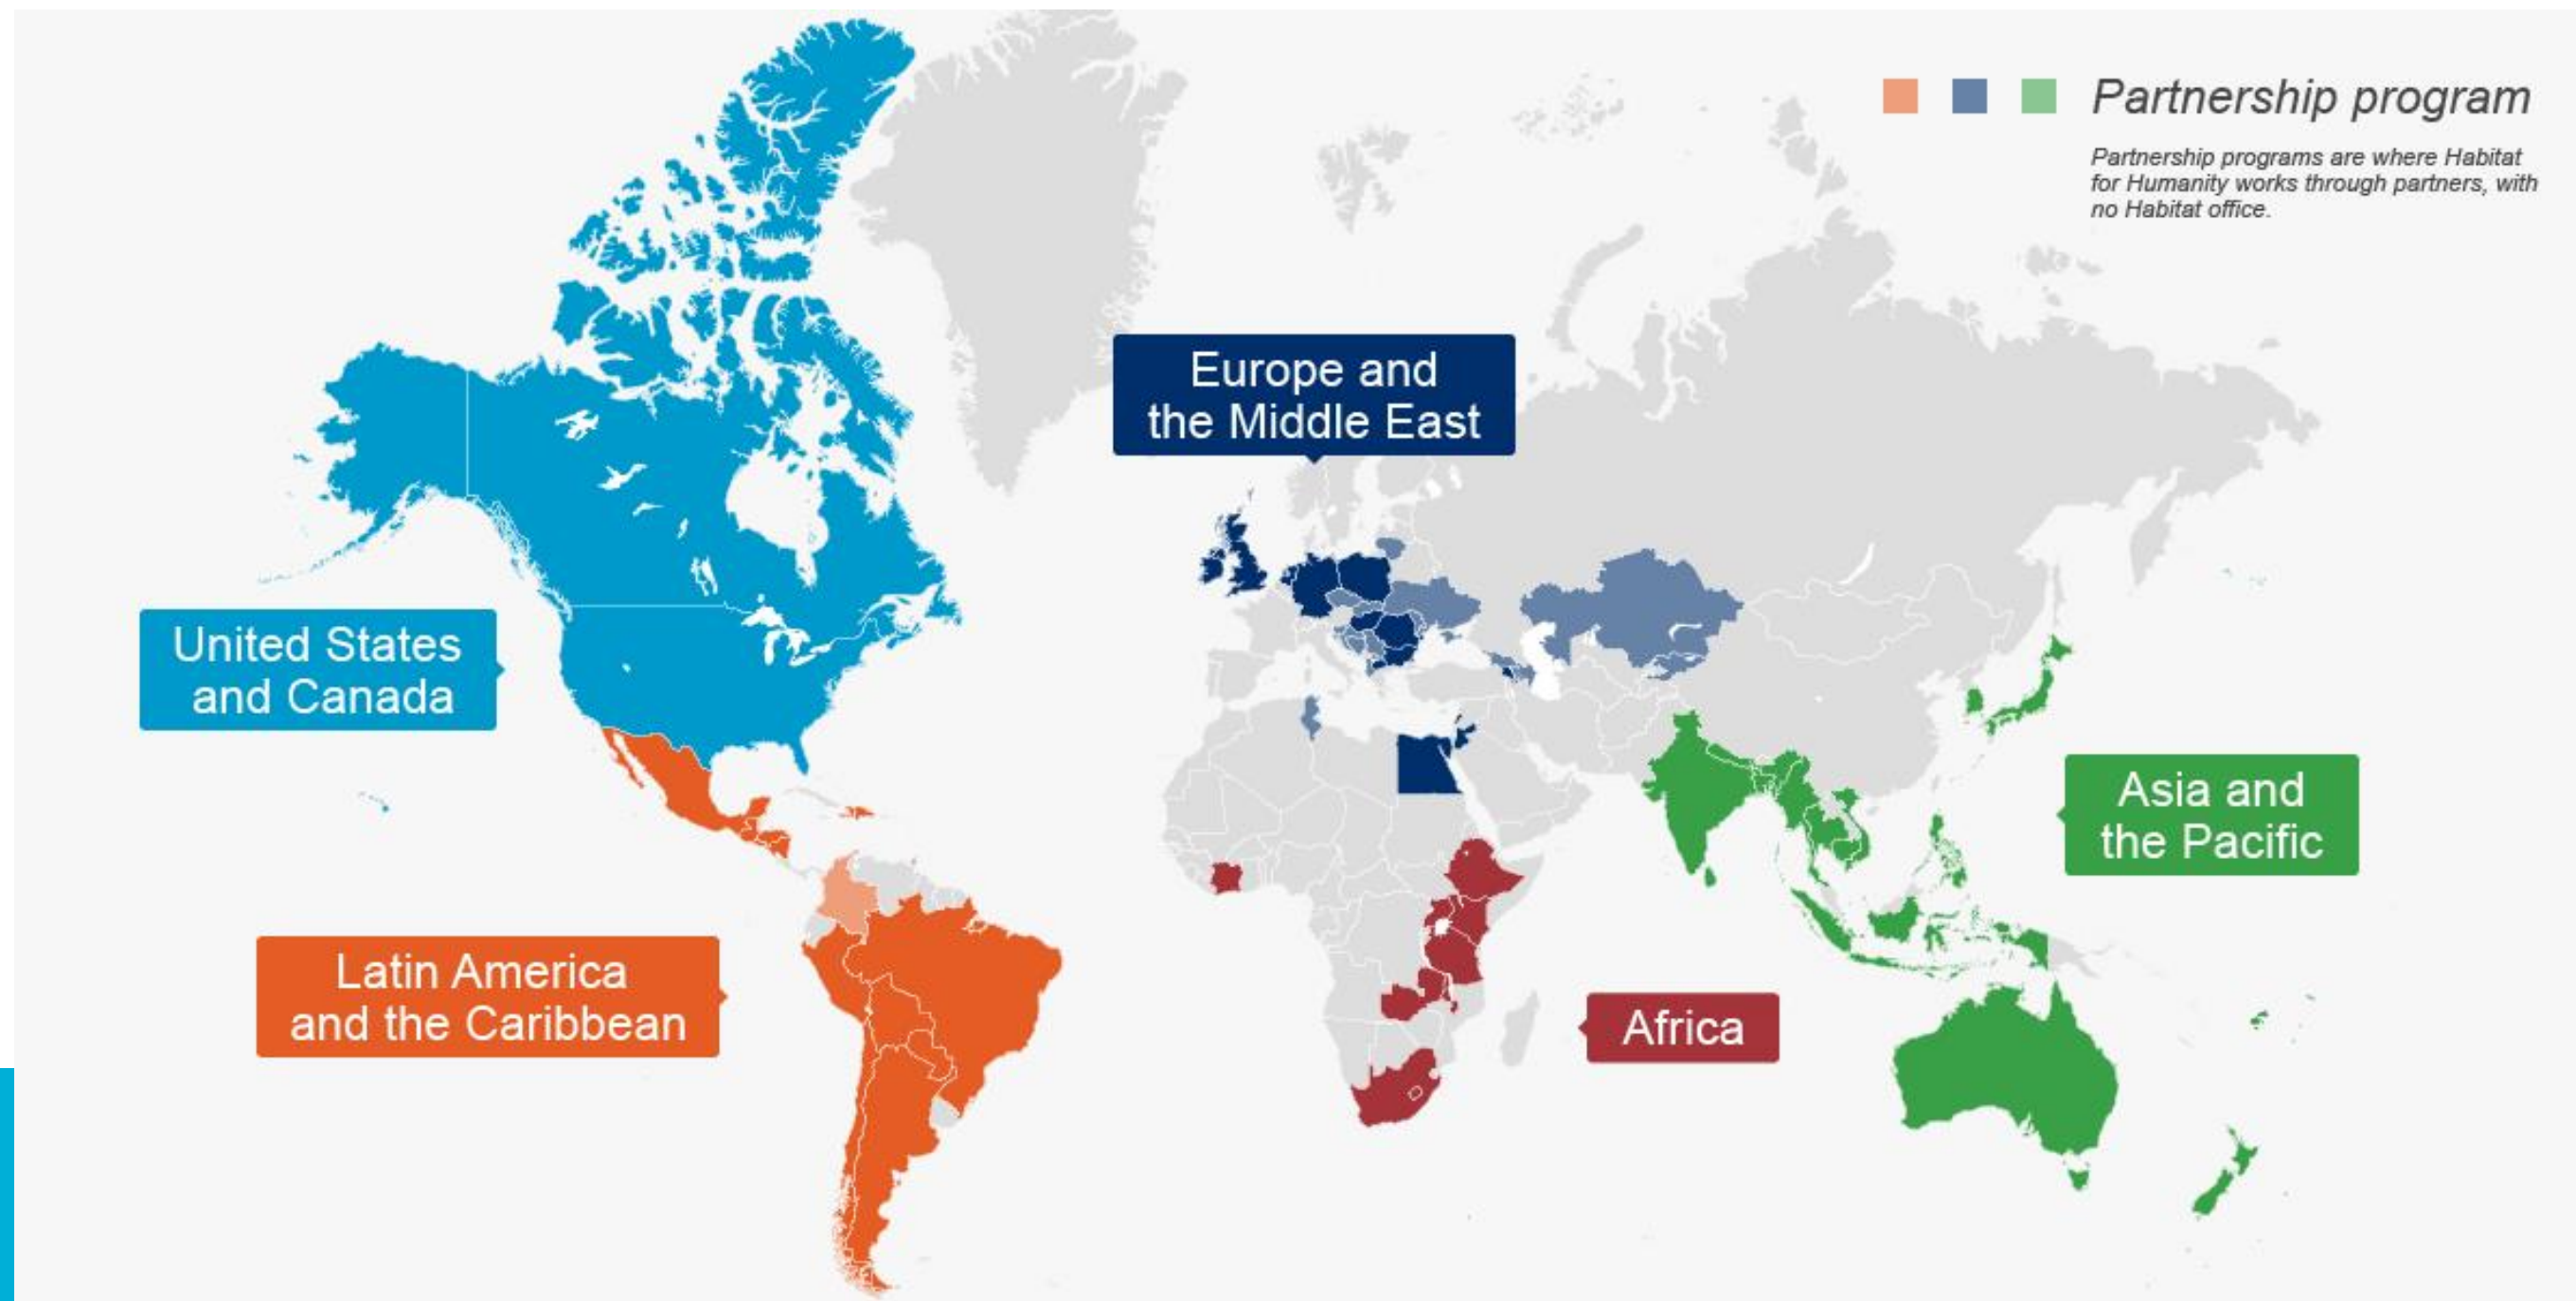 Partnership program
Partnership programs are where Habitat
for Humanity works through partners, with
no Habitat office.
Europe and
the Middle East
United States
and Canada
Asia and
the Pacific
Latin America
and the Caribbean
Africa